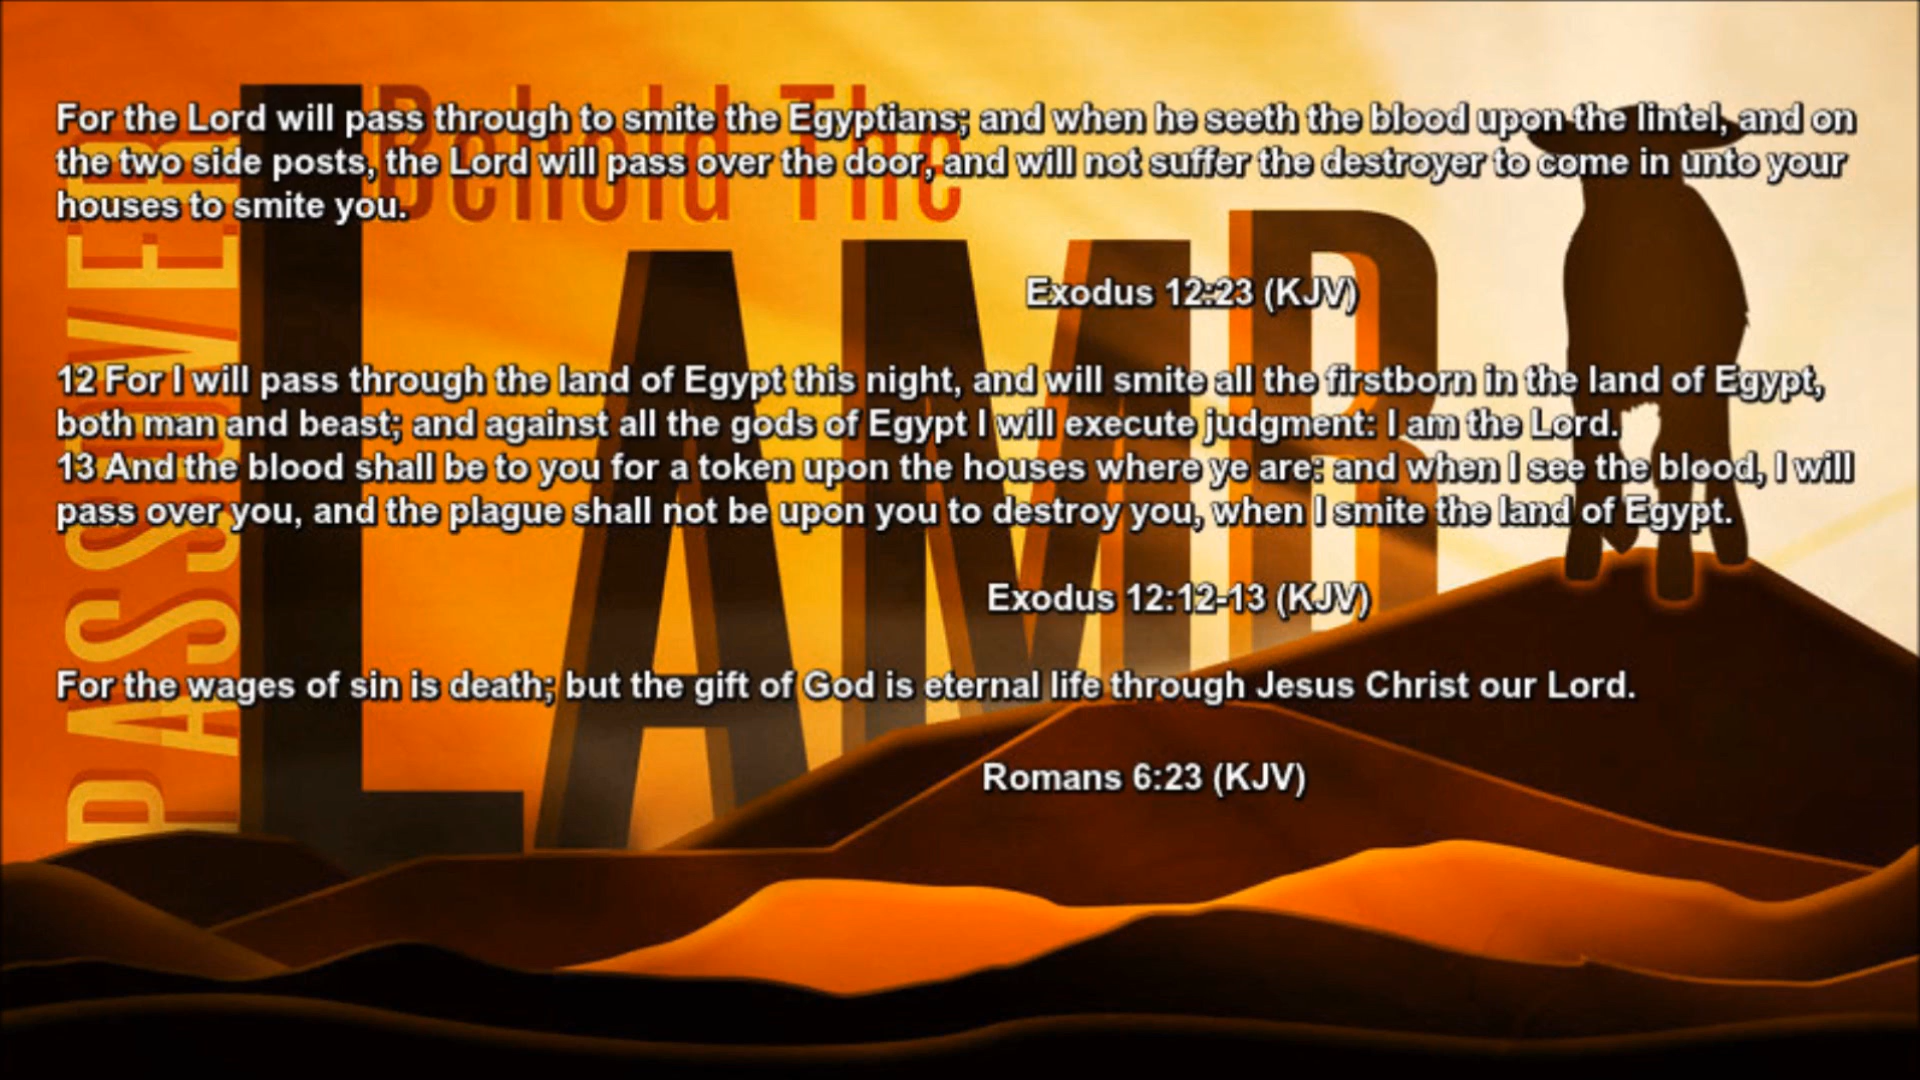 PASSOVER
Behold The
LAMB
For the Lord will pass through to smite the Egyptians; and when he seeth the blood upon the lintel, and on
the two side posts, the Lord will pass over the door, and will not suffer the destroyer to come in unto your
houses to smite you.
Exodus 12:23 (KJV)
12 For I will pass through the land of Egypt this night, and will smite all the firstborn in the land of Egypt,
both man and beast; and against all the gods of Egypt I will execute judgment: I am the Lord.
13 And the blood shall be to you for a token upon the houses where ye are: and when I see the blood, I will
pass over you, and the plague shall not be upon you to destroy you, when I smite the land of Egypt.
Exodus 12:12-13 (KJV)
For the wages of sin is death; but the gift of God is eternal life through Jesus Christ our Lord.
Romans 6:23 (KJV)